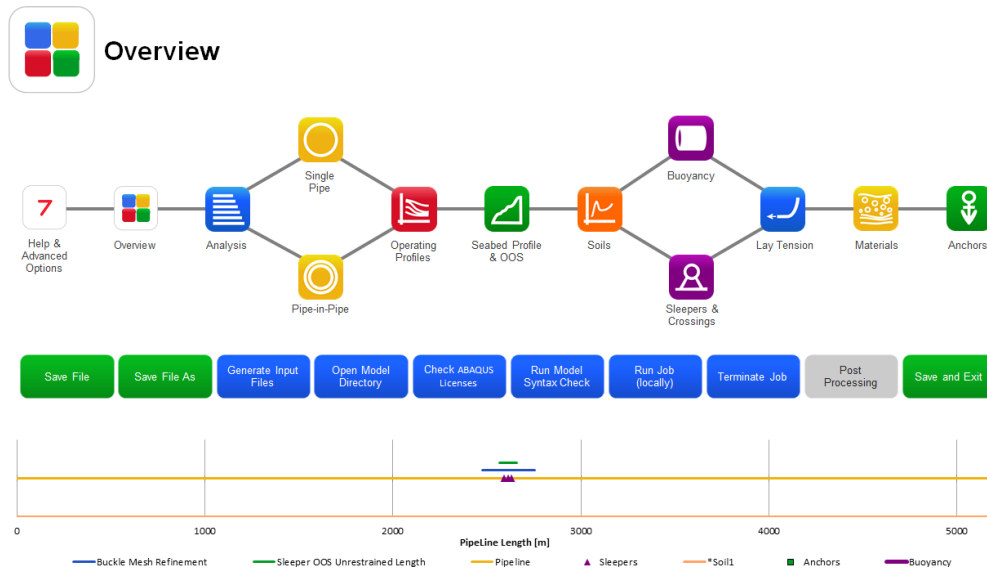 Overview
Single
Pipe
Buoyancy
7
Help &
Advanced
Options
Overview
Analysis
Operating
Profiles
Seabed Profile
& OOS
Soils
Lay Tension
Materials
Anchors
Pipe-in-Pipe
Sleepers &
Crossings
Save File
Save File As
Generate Input
Files
Open Model
Directory
Check ABAQUS
Licenses
Run Model
Syntax Check
Run Job
(locally)
Terminate Job
Post
Processing
Save and Exit
0 1000 2000 3000 4000 5000
PipeLine Length [m]
Buckle Mesh Refinement Sleeper OOS Unrestrained Length Pipeline Sleepers *Soil1 Anchors Buoyancy